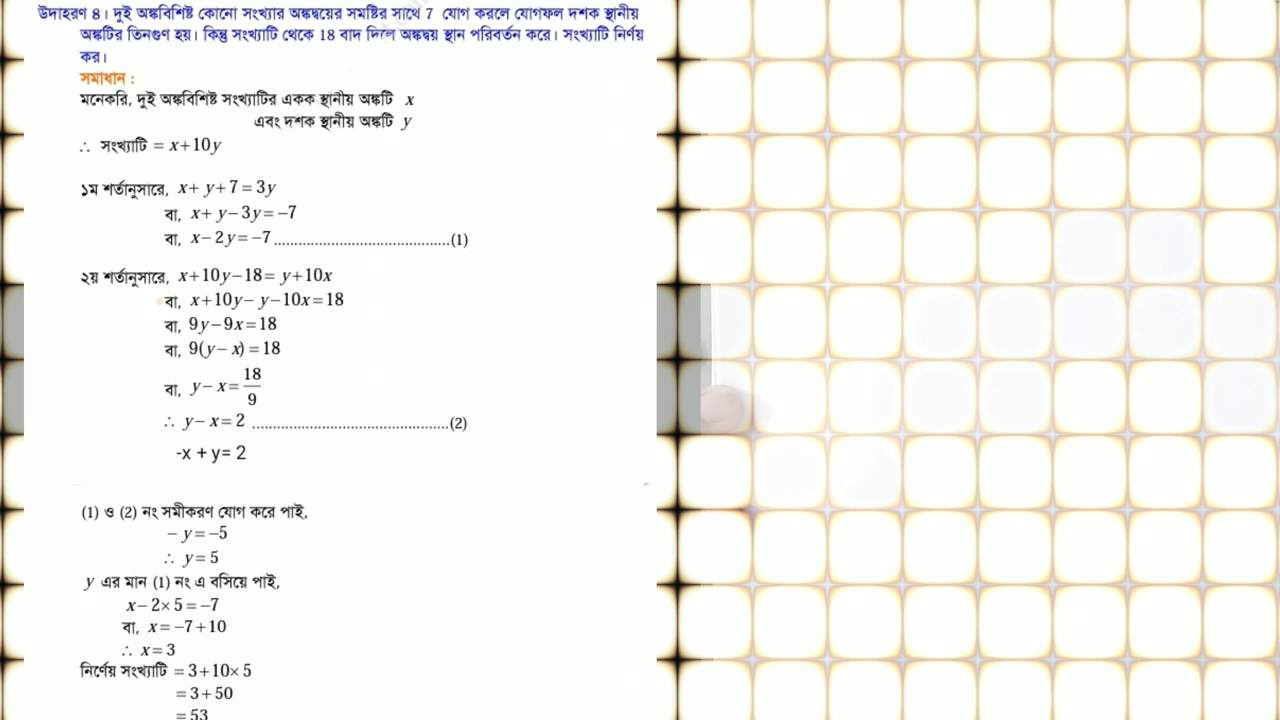 উদাহরণ 8। দুই অঙ্কবিশিষ্ট কোনো সংখ্যার অঙ্কদ্বয়ের সমষ্টির সাথে 7 যোগ করলে যোগফল দশক স্থানীয়
অঙ্কটির তিনগুণ হয়। কিন্তু সংখ্যাটি থেকে 18 বাদ দিলে অঙ্কদ্বয় স্থান পরিবর্তন করে। সংখ্যাটি নির্ণয়
কর।
সমাধান :
মনেকরি, দুই অঙ্কবিশিষ্ট সংখ্যাটির একক স্থানীয় অঙ্কটি x
এবং দশক স্থানীয় অঙ্কটি y
∴ সংখ্যাটি = x+10y
১ম শর্তানুসারে, x+ y+7=3y
বা, x+ y−3y=−7
বা, x−2y=−7...........................................(1)
২য় শর্তানুসারে, x+10y−18= y+10x
বা, x+10y− y−10x=18
বা, 9y−9x=18
বা, 9(y− x)=18
বা, y− x=18/9
∴ y− x=2 ................................................(2)
-x + y= 2
(1) ও (2) নং সমীকরণ যোগ করে পাই,
− y=−5
∴ y=5
y এর মান (1) নং এ বসিয়ে পাই,
x−2×5=−7
বা, x=−7+10
∴ x=3
নির্ণেয় সংখ্যাটি =3+10×5
=3+50
=53